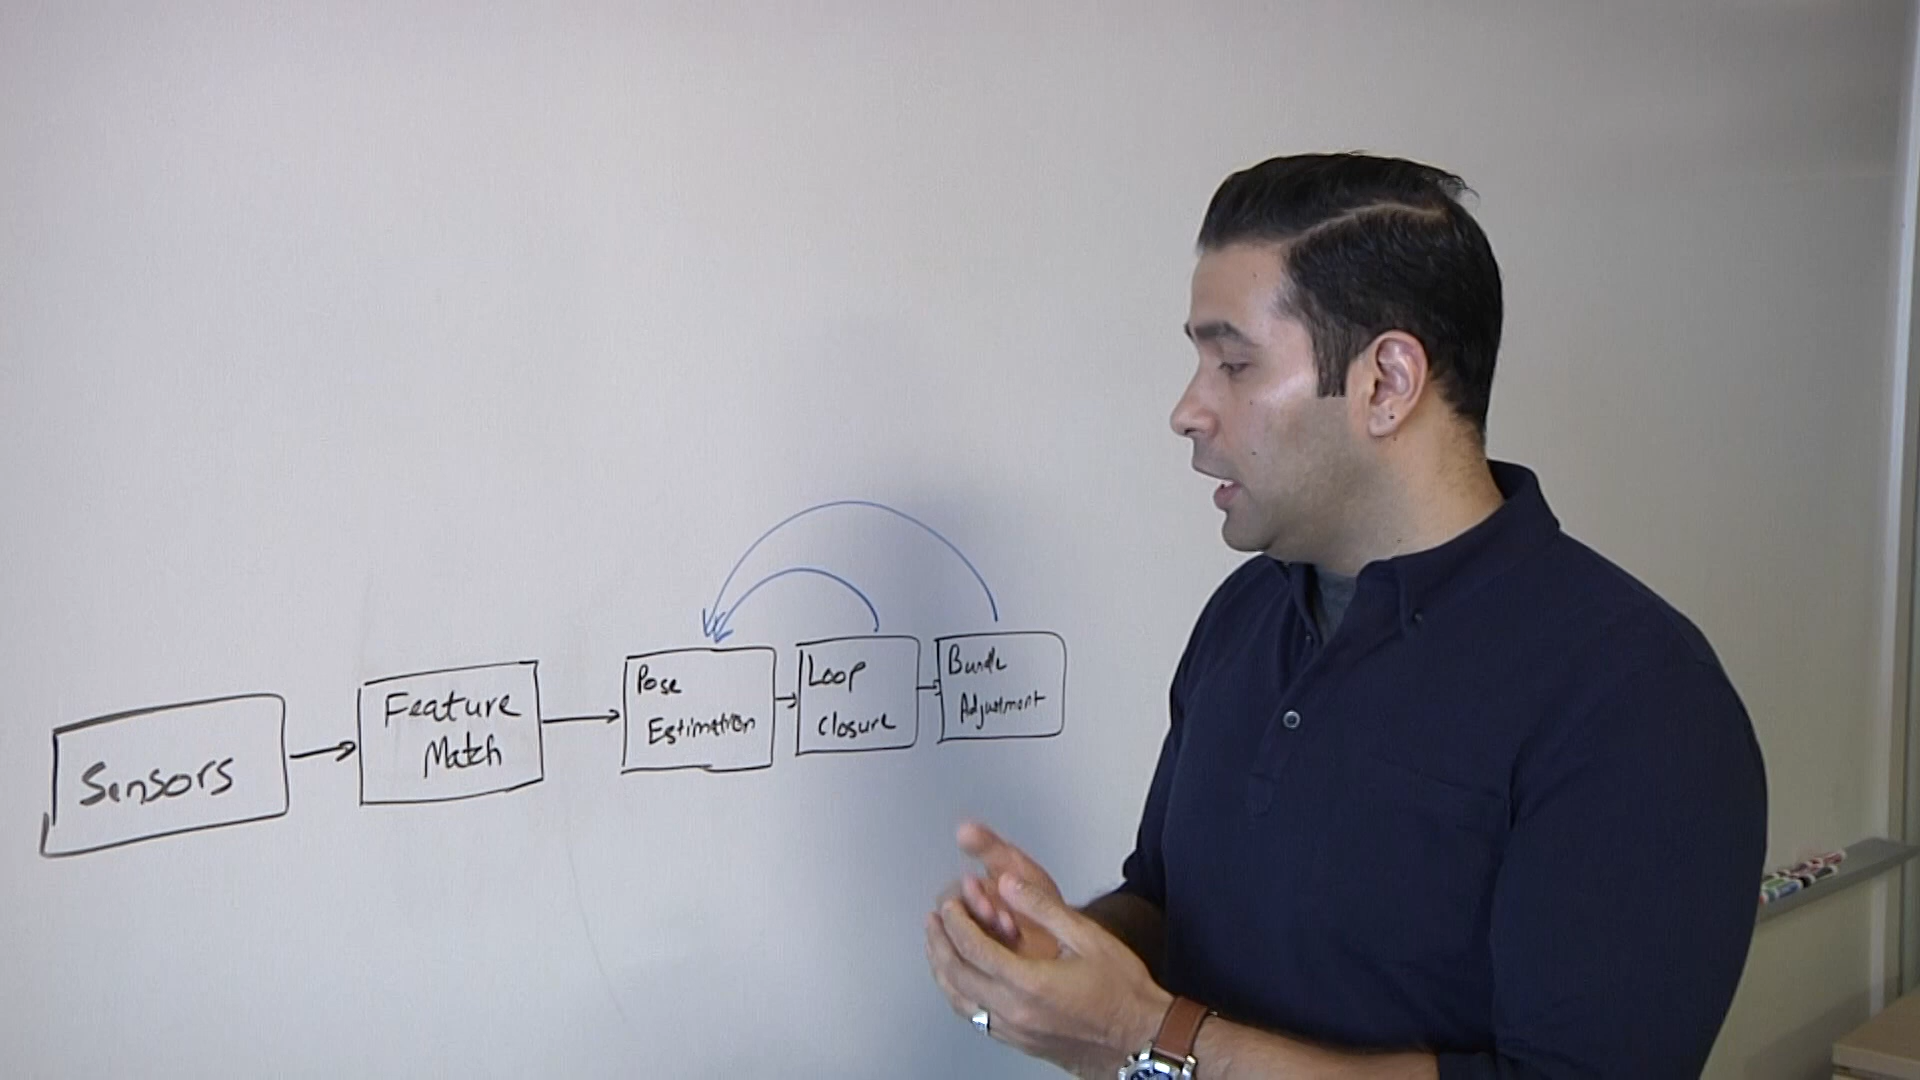 Sensors
Feature
Match
Pose
Estimation
Loop
Closure
Bundle
Adjustment